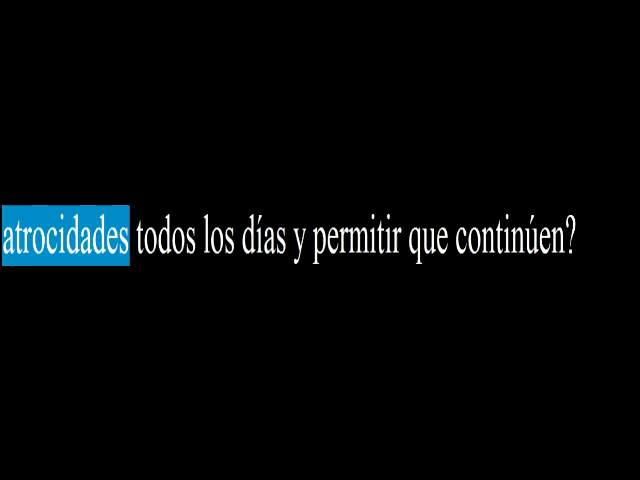 atrocidades todos los días y permitir que continúen?